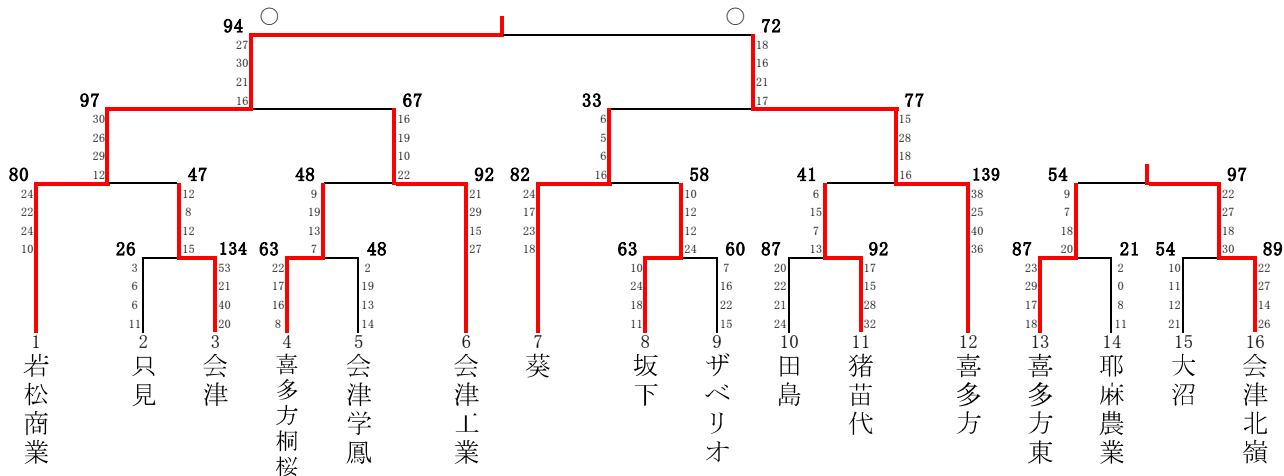 ○ ○
94 72
27 18
30 16
21 21
16 17
97 67 33 77
30 16 6 15
26 19 5 28
29 10 6 18
12 22 16 16
80 47 48 92 82 58 41 139 54 97
24 12 9 21 24 10 6 38 9 22
22 8 19 29 17 12 15 25 7 27
24 12 13 15 23 12 7 40 18 18
10 15 7 27 18 24 13 36 20 30
26 134 63 48 63 60 87 92 87 21 54 89
3 53 22 2 10 7 20 17 23 2 10 22
6 21 17 19 24 16 22 15 29 0 11 27
6 40 16 13 18 22 21 28 17 8 12 14
11 20 8 14 11 15 24 32 18 11 21 26
1 2 3 4 5 6 7 8 9 10 11 12 13 14 15 16
若松商業
只見
会津
喜多方桐桜
会津学鳳
会津工業
葵
坂下
ザベリオ
田島
猪苗代
喜多方
喜多方東
耶麻農業
大沼
会津北嶺